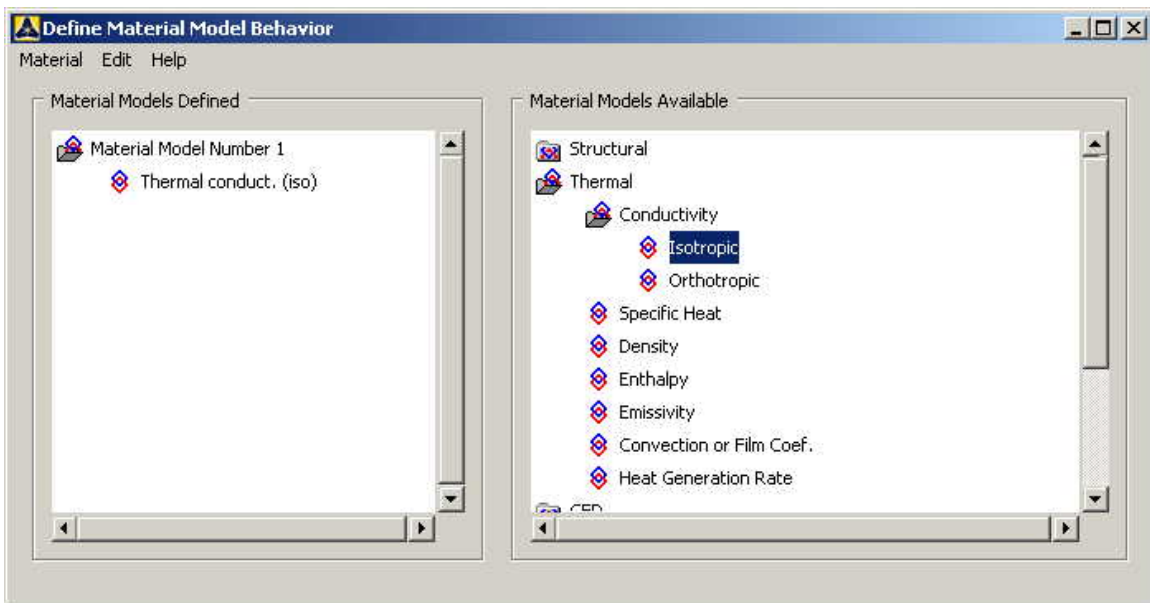 Define Material Model Behavior
Material Edit Help
Material Models Defined
Material Model Number 1
Thermal conduct. (iso)
Material Models Available
Structural
Thermal
Conductivity
Isotropic
Orthotropic
Specific Heat
Density
Enthalpy
Emissivity
Convection or Film Coef.
Heat Generation Rate
CFD